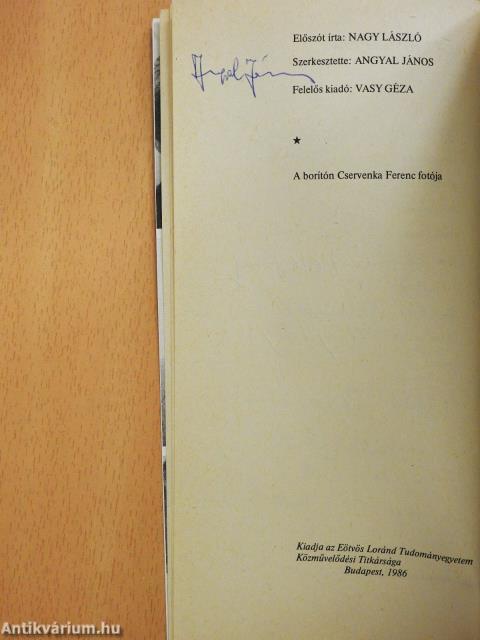 Előszót írta: NAGY LÁSZLÓ
Szerkesztette: ANGYAL JÁNOS
Felelős kiadó: VASY GÉZA
★
A borítón Cservenka Ferenc fotója
Kiadja az Eötvös Loránd Tudományegyetem
Közművelődési Titkársága
Budapest, 1986
Antikvárium.hu